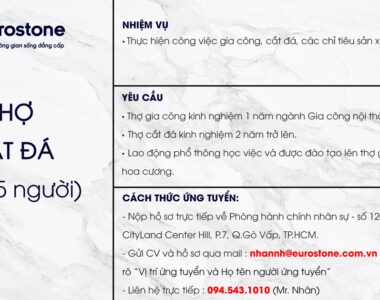 rostone
ông gian sống đẳng cấp
HỢ
ẮT ĐÁ
5 người)
NHIỆM VỤ
• Thực hiện công việc gia công, cắt đá, các chỉ tiêu sản x
YÊU CẦU
• Thợ gia công kinh nghiệm 1 năm ngành Gia công nội th
• Thợ cắt đá kinh nghiệm 2 năm trở lên.
• Lao động phổ thông học việc và được đào tạo lên thợ g
hoa cương.
CÁCH THỨC ỨNG TUYỂN:
- Nộp hồ sơ trực tiếp về Phòng hành chính nhân sự - số 12
CityLand Center Hill, P.7, Q.Gò Vấp, TP.HCM.
- Gửi CV và hồ sơ qua mail : nhannh@eurostone.com.vn
rõ "Vị trí ứng tuyển và Họ tên người ứng tuyển"
- Liên hệ trực tiếp : 094.543.1010 (Mr. Nhân)